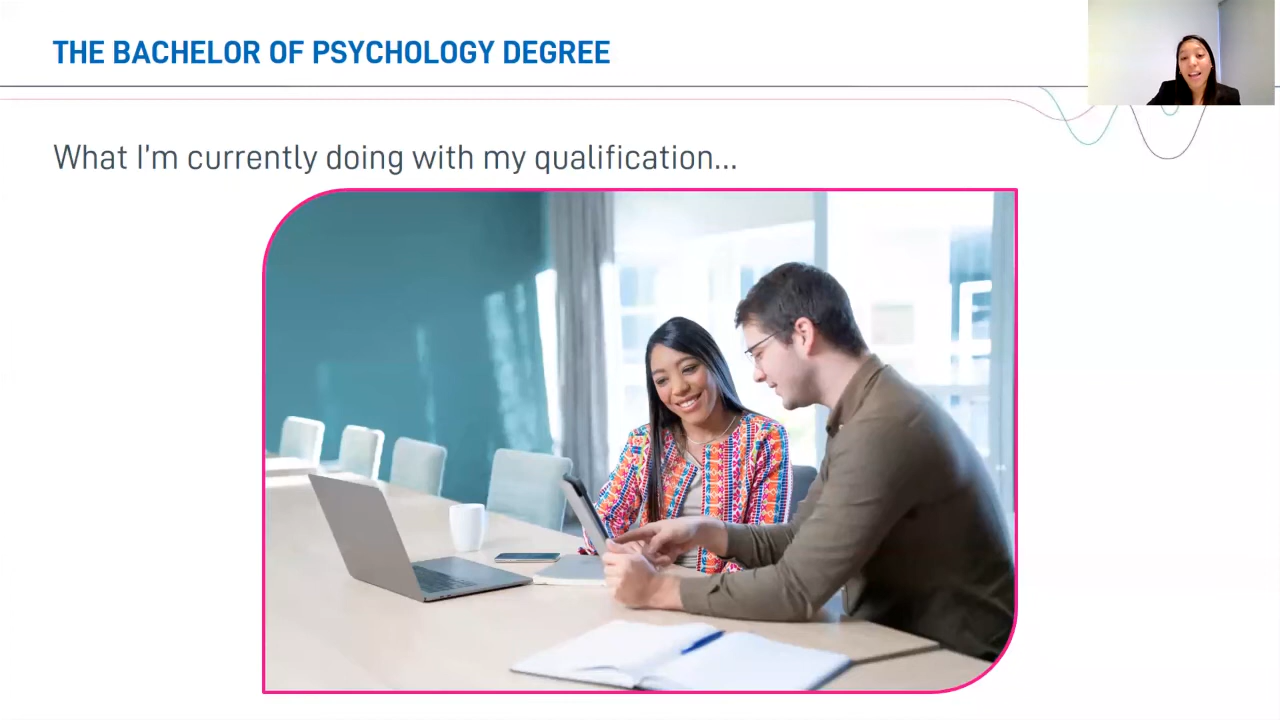 THE BACHELOR OF PSYCHOLOGY DEGREE
What I'm currently doing with my qualification...